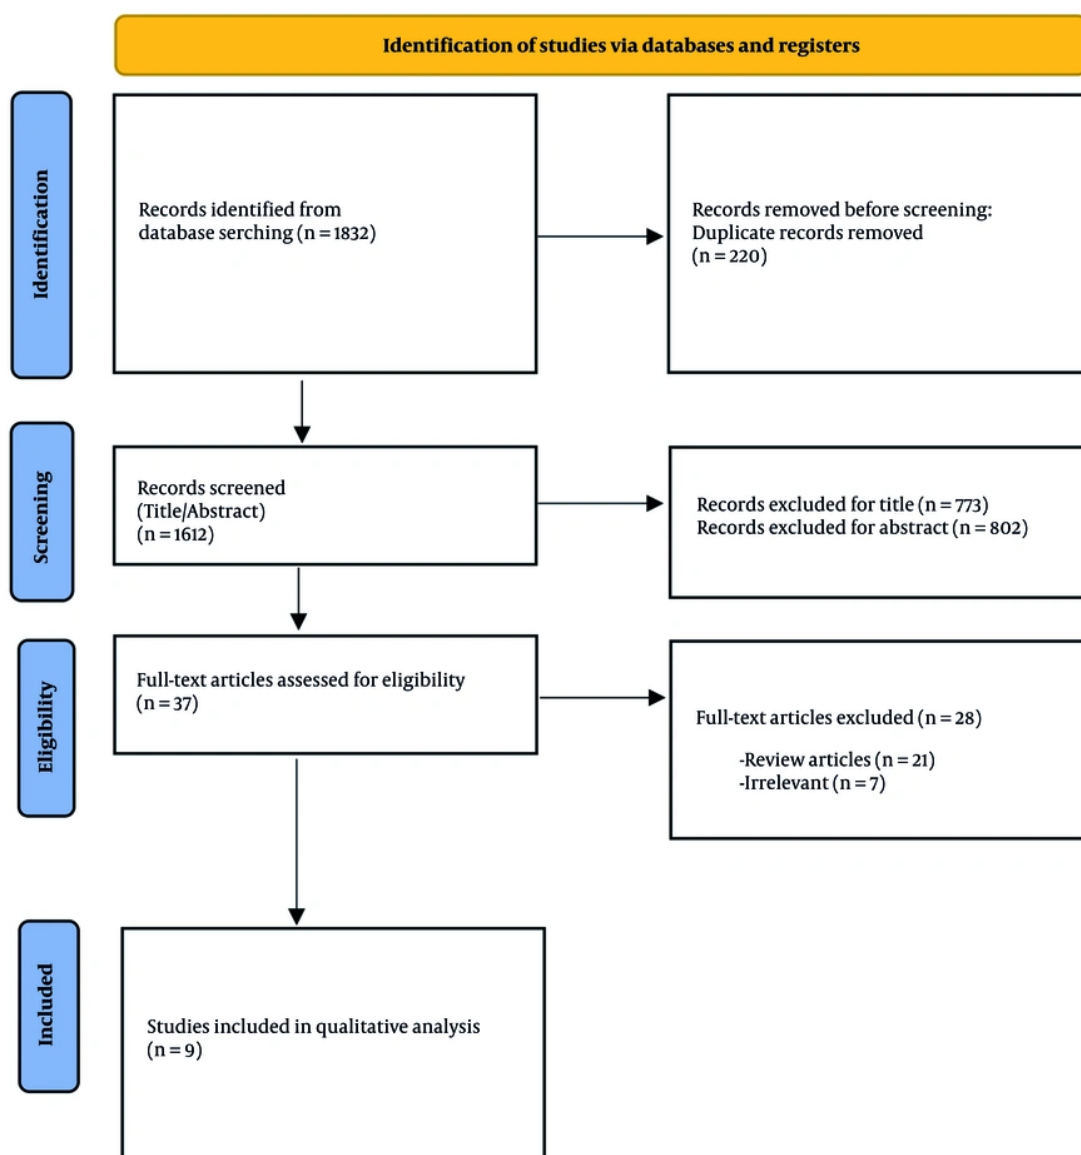 Identification of studies via databases and registers
Identification
Records identified from
database serching (n = 1832)
Records removed before screening:
Duplicate records removed
(n = 220)
Screening
Records screened
(Title/Abstract)
(n = 1612)
Records excluded for title (n = 773)
Records excluded for abstract (n = 802)
Eligibility
Full-text articles assessed for eligibility
(n = 37)
Full-text articles excluded (n = 28)
-Review articles (n = 21)
-Irrelevant (n = 7)
Included
Studies included in qualitative analysis
(n = 9)